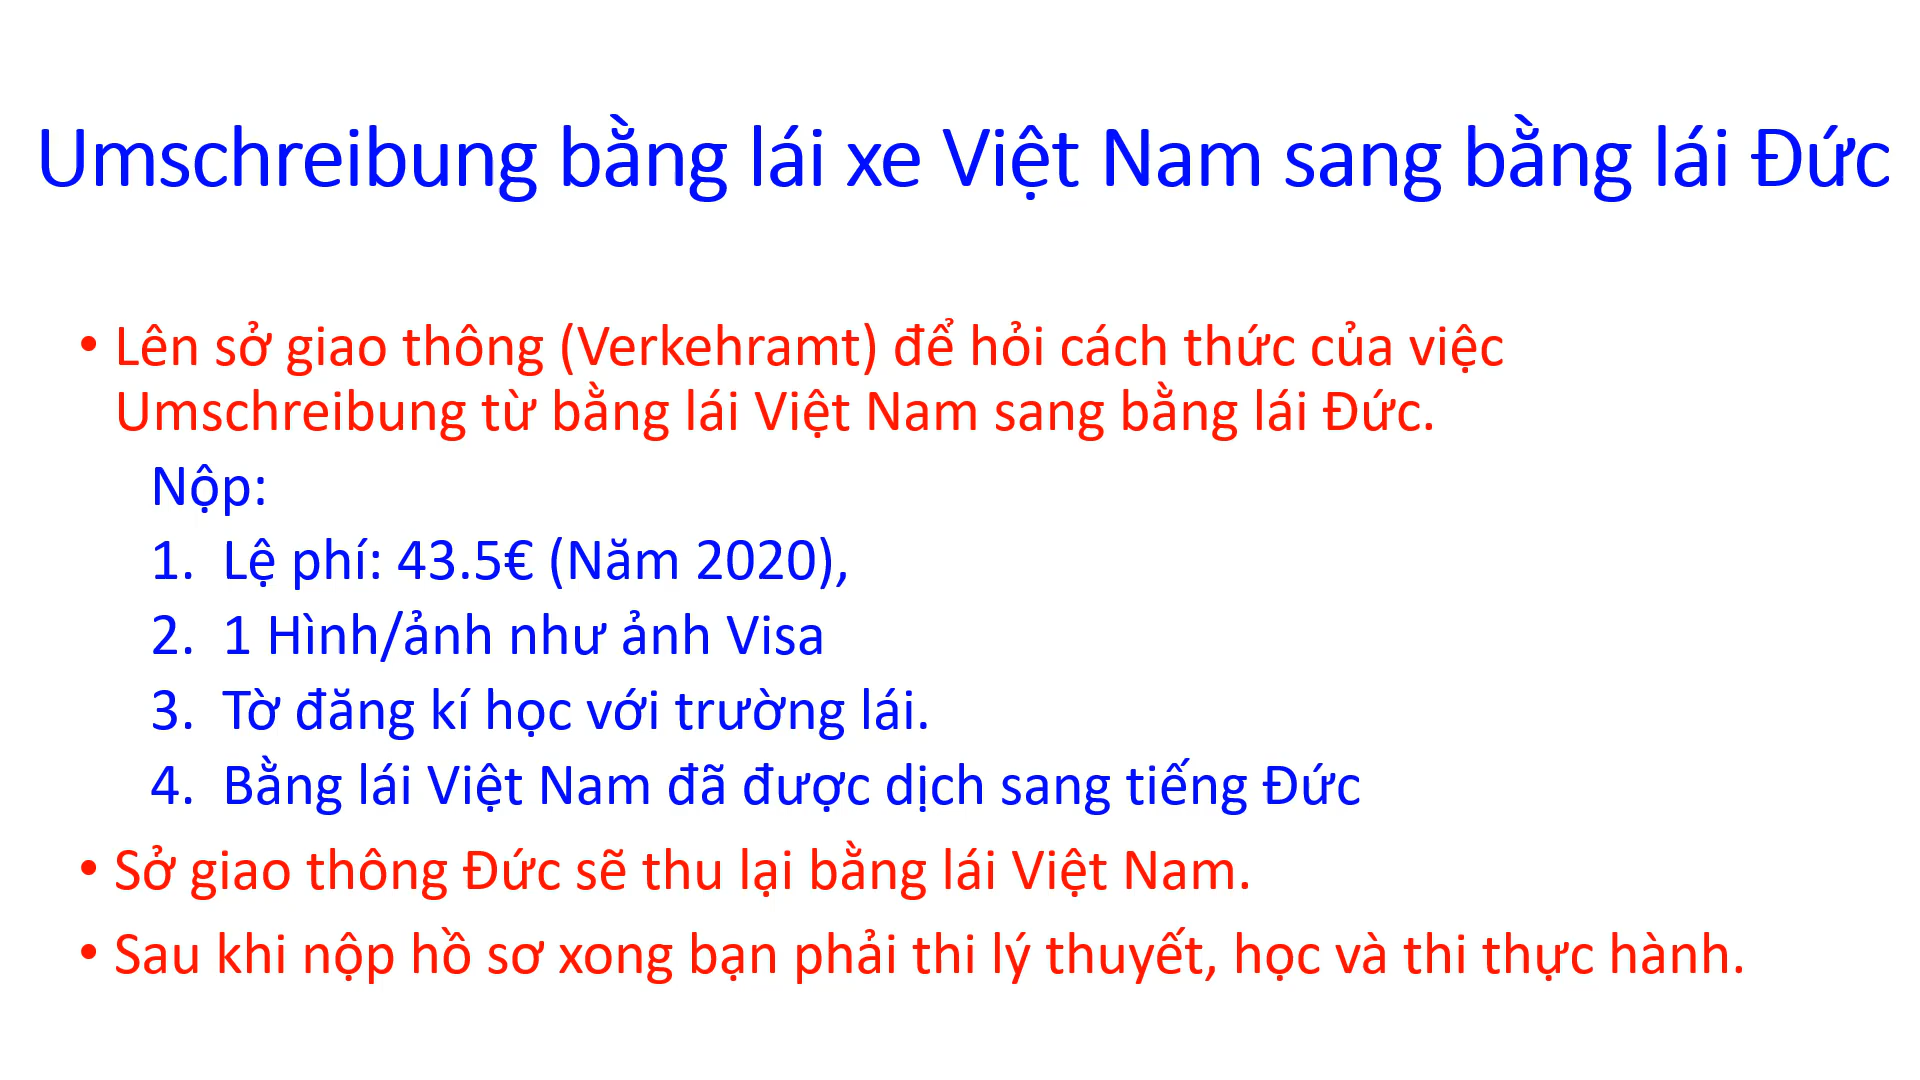 Umschreibung bằng lái xe Việt Nam sang bằng lái Đức
• Lên sở giao thông (Verkehramt) để hỏi cách thức của việc
Umschreibung từ bằng lái Việt Nam sang bằng lái Đức.
Nộp:
1. Lệ phí: 43.5€ (Năm 2020),
2. 1 Hình/ảnh như ảnh Visa
3. Tờ đăng kí học với trường lái.
4. Bằng lái Việt Nam đã được dịch sang tiếng Đức
• Sở giao thông Đức sẽ thu lại bằng lái Việt Nam.
• Sau khi nộp hồ sơ xong bạn phải thi lý thuyết, học và thi thực hành.